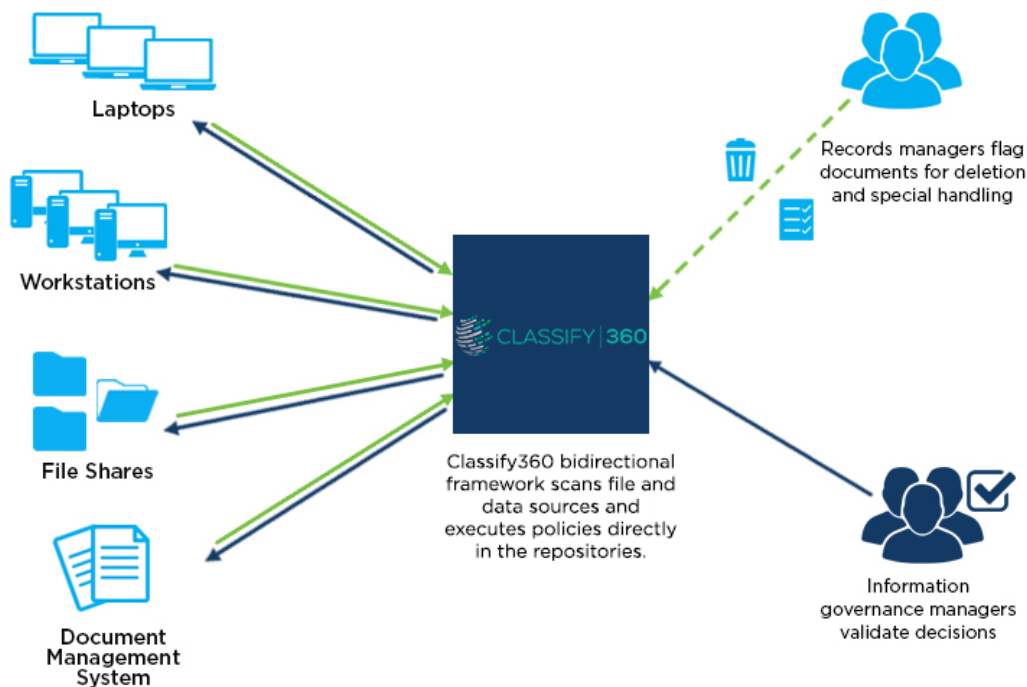 Laptops
Workstations
File Shares
Document
Management
System
CLASSIFY|360
Classify360 bidirectional
framework scans file and
data sources and
executes policies directly
in the repositories.
Records managers flag
documents for deletion
and special handling
Information
governance managers
validate decisions